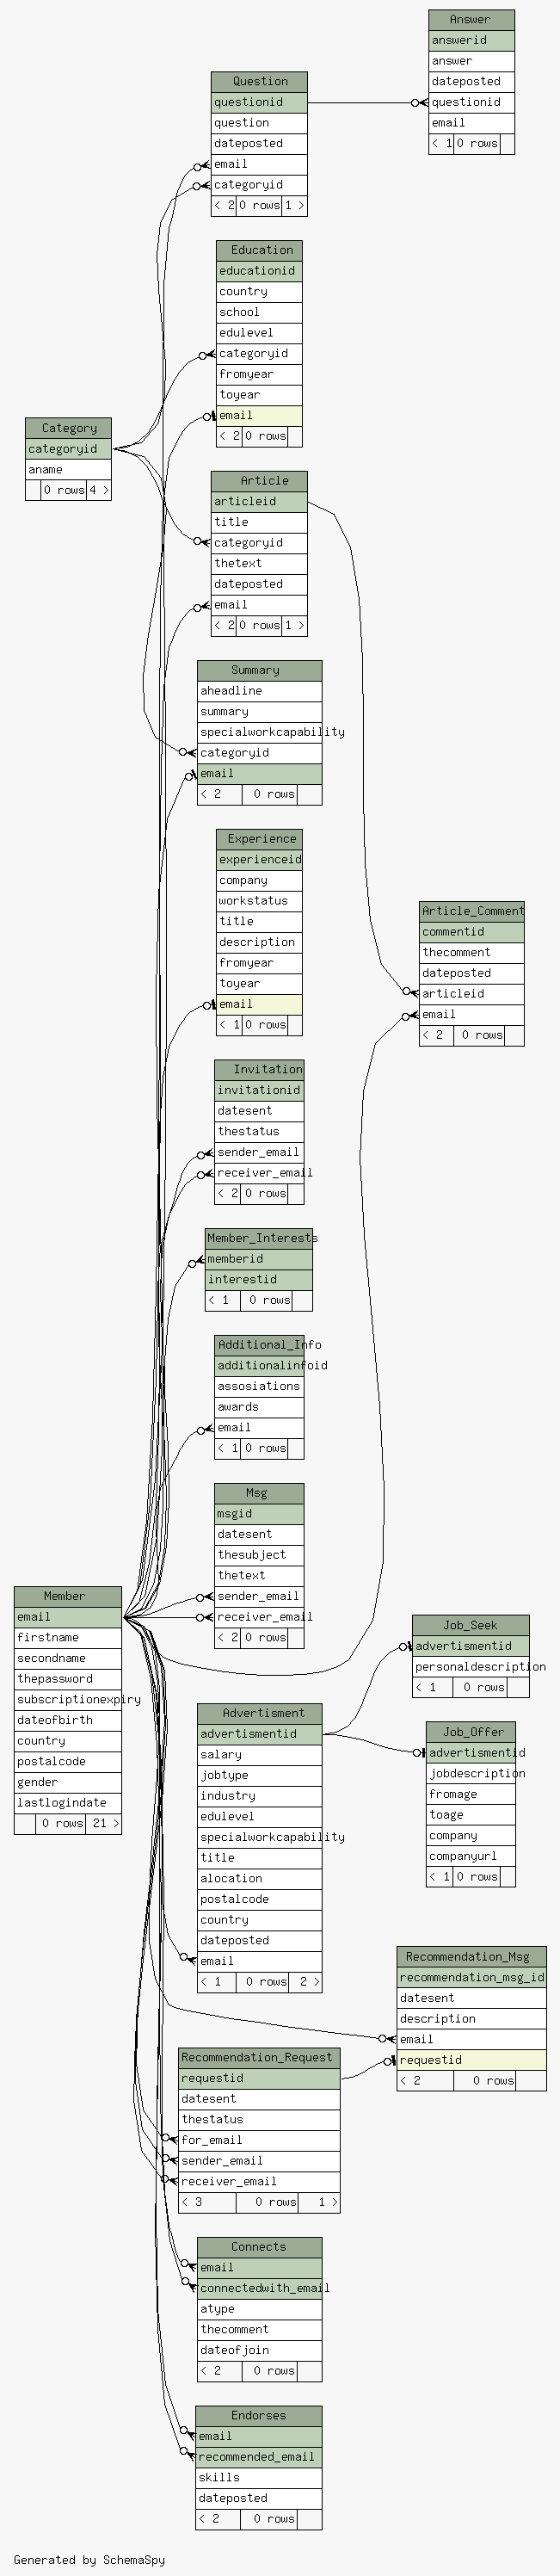 Answer
answerid
answer
dateposted
questionid
email
< 1 0 rows
Question
questionid
question
dateposted
email
categoryid
< 2 0 rows 1 >
Education
educationid
country
school
edulevel
categoryid
fromyear
toyear
email
< 2 0 rows
Category
categoryid
aname
0 rows 4 >
Article
articleid
title
categoryid
thetext
dateposted
email
< 2 0 rows 1 >
Summary
aheadline
summary
specialworkcapability
categoryid
email
< 2 0 rows
Experience
experienceid
company
workstatus
title
description
fromyear
toyear
email
< 1 0 rows
Article_Comment
commentid
thecomment
dateposted
articleid
email
< 2 0 rows
Invitation
invitationid
datesent
thestatus
sender_email
receiver_email
< 2 0 rows
Member_Interests
memberid
interestid
< 1 0 rows
Additional_Info
additionalinfoid
assosiations
awards
email
< 1 0 rows
Msg
msgid
datesent
thesubject
thetext
sender_email
receiver_email
< 2 0 rows
Member
email
firstname
secondname
thepassword
subscriptionexpiry
dateofbirth
country
postalcode
gender
lastlogindate
0 rows 21 >
Job_Seek
advertismentid
personaldescription
< 1 0 rows
Advertisment
advertismentid
salary
jobtype
industry
edulevel
specialworkcapability
title
alocation
postalcode
country
dateposted
email
< 1 0 rows 2 >
Job_Offer
advertismentid
jobdescription
fromage
toage
company
companyurl
< 1 0 rows
Recommendation_Msg
recommendation_msg_id
datesent
description
email
requestid
< 2 0 rows
Recommendation_Request
requestid
datesent
thestatus
for_email
sender_email
receiver_email
< 3 0 rows 1 >
Connects
email
connectedwith_email
atype
thecomment
dateofjoin
< 2 0 rows
Endorses
email
recommended_email
skills
dateposted
< 2 0 rows
Generated by SchemaSpy